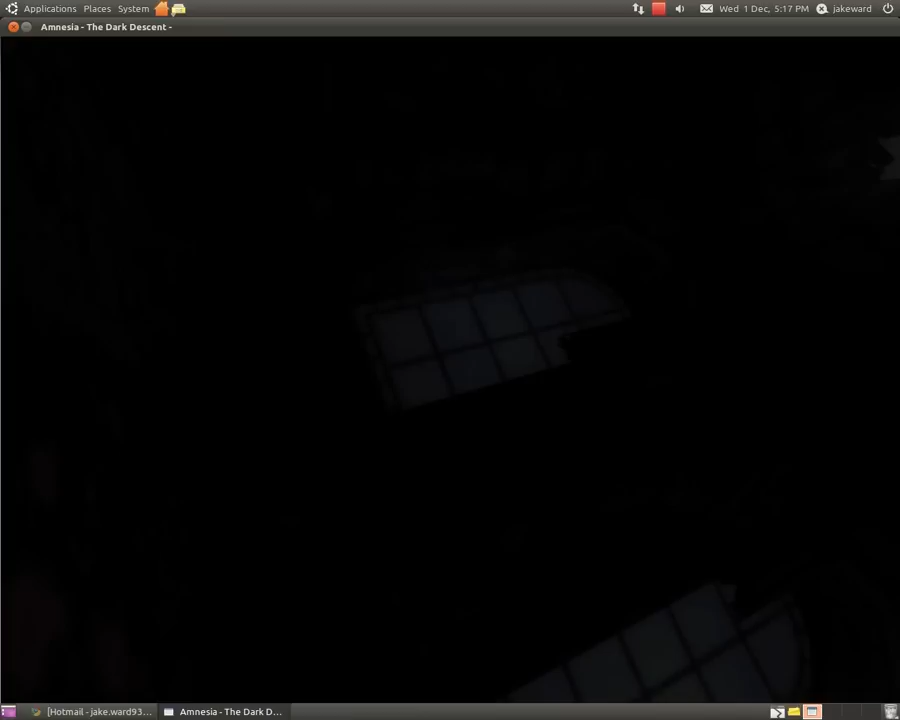 Applications Places System
Wed 1 Dec, 5:17 PM jakeward
Amnesia - The Dark Descent -
[Hotmail - jake.ward93... Amnesia - The Dark D...